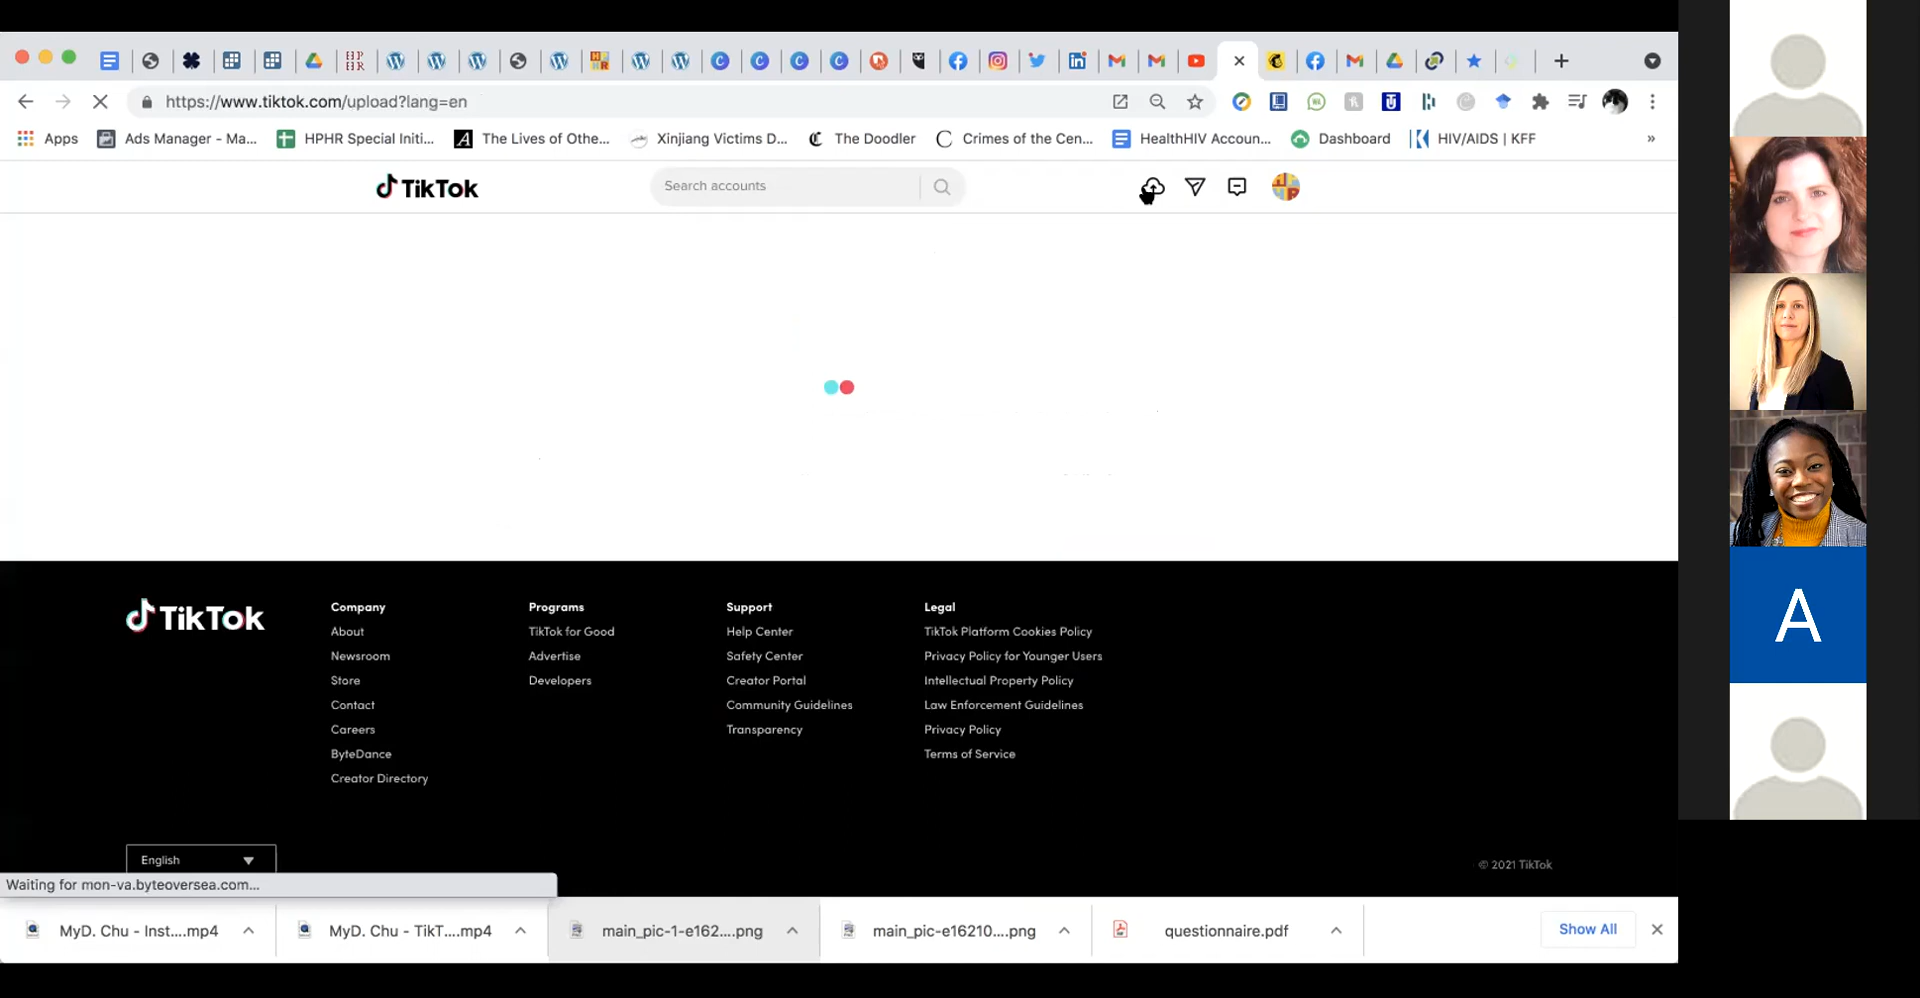 https://www.tiktok.com/upload?lang=en
Apps
Ads Manager - Ma...
HPHR Special Initi...
The Lives of Othe...
Xinjiang Victims D...
The Doodler
Crimes of the Cen...
HealthHIV Accoun...
Dashboard
HIV/AIDS | KFF
»
TikTok
Search accounts
TikTok
Company
About
Newsroom
Store
Contact
Careers
ByteDance
Creator Directory
Programs
TikTok for Good
Advertise
Developers
Support
Help Center
Safety Center
Creator Portal
Community Guidelines
Transparency
Legal
TikTok Platform Cookies Policy
Privacy Policy for Younger Users
Intellectual Property Policy
Law Enforcement Guidelines
Privacy Policy
Terms of Service
A
English
© 2021 TikTok
Waiting for mon-va.byteoversea.com...
MyD. Chu - Inst....mp4
MyD. Chu - TikT....mp4
main_pic-1-e162....png
main_pic-e16210....png
questionnaire.pdf
Show All